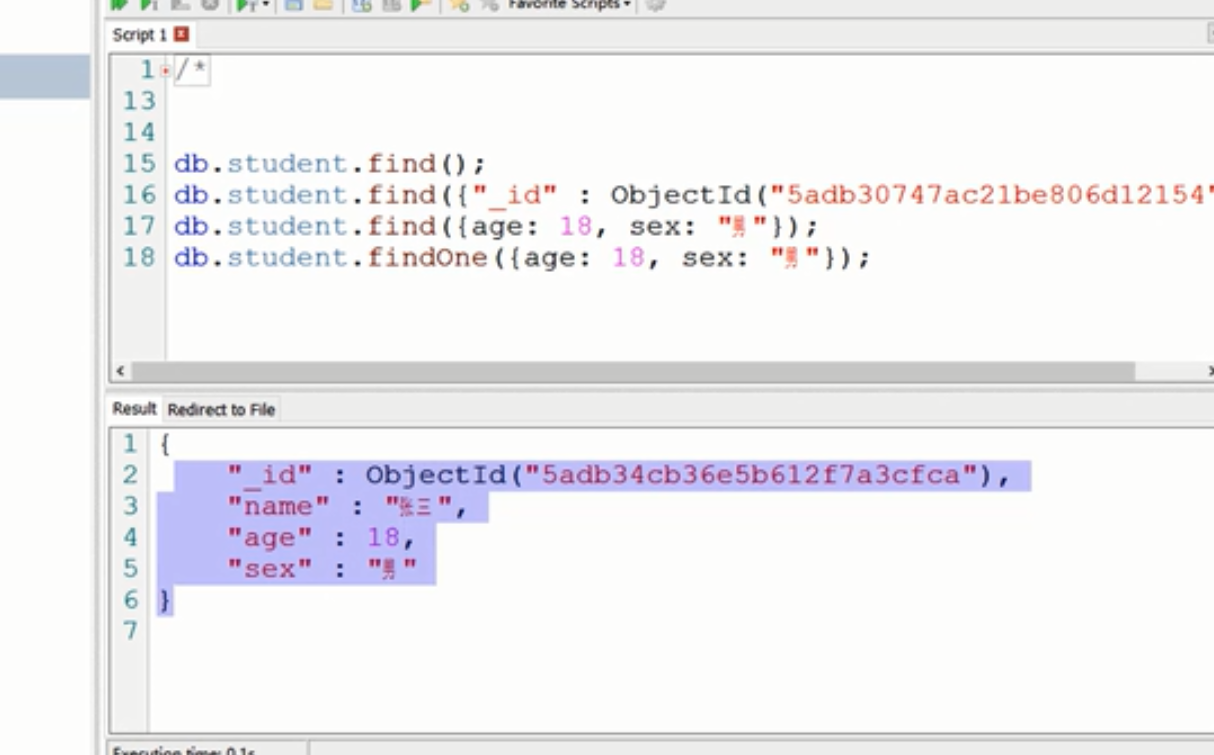 Favorite Scripts
Script 1
1 /*
13
14
15 db.student.find();
16 db.student.find({"_id" : ObjectId("5adb30747ac21be806d12154"
17 db.student.find({age: 18, sex: "男"});
18 db.student.findOne({age: 18, sex: "男"});
Result Redirect to File
1 {
2 "_id" : ObjectId("5adb34cb36e5b612f7a3cfca"),
3 "name" : "张三",
4 "age" : 18,
5 "sex" : "男"
6 }
7
Execution time: 0.1s